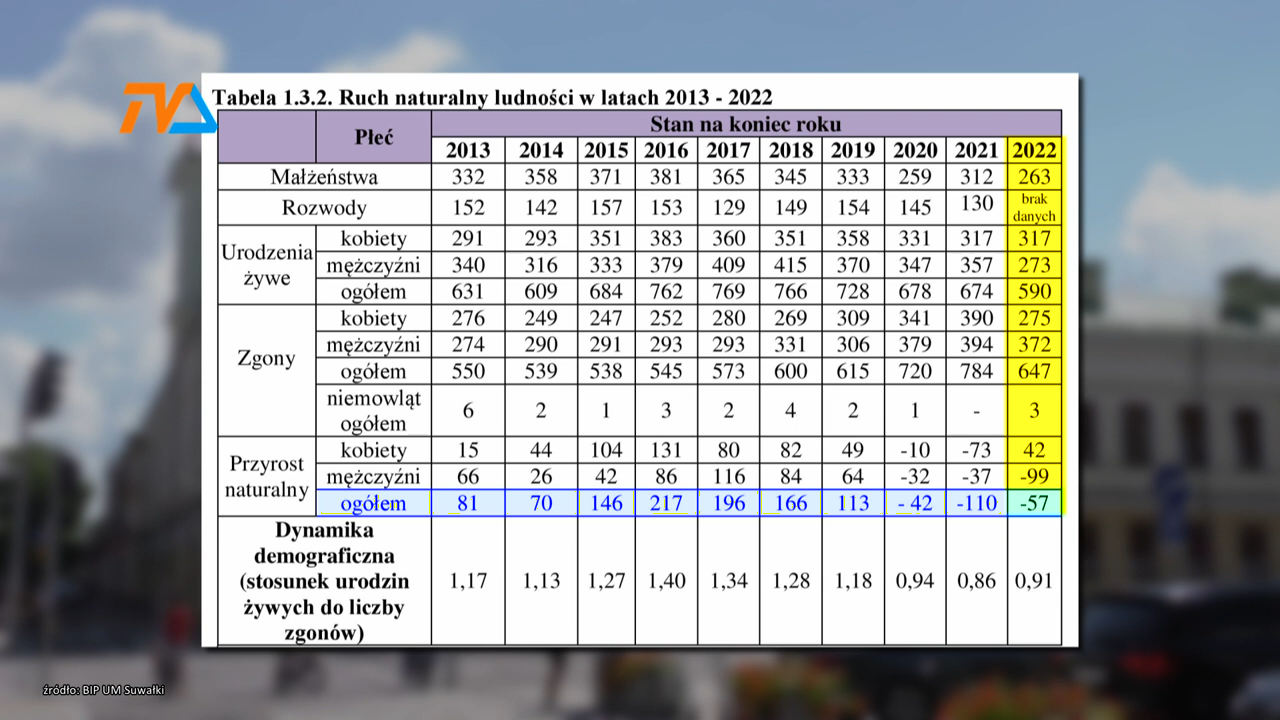 TVA
Tabela 1.3.2. Ruch naturalny ludności w latach 2013 - 2022
Płeć Stan na koniec roku
2013 2014 2015 2016 2017 2018 2019 2020 2021 2022
Małżeństwa 332 358 371 381 365 345 333 259 312 263
Rozwody 152 142 157 153 129 149 154 145 130 brak danych
Urodzenia żywe kobiety 291 293 351 383 360 351 358 331 317 317
mężczyźni 340 316 333 379 409 415 370 347 357 273
ogółem 631 609 684 762 769 766 728 678 674 590
Zgony kobiety 276 249 247 252 280 269 309 341 390 275
mężczyźni 274 290 291 293 293 331 306 379 394 372
ogółem 550 539 538 545 573 600 615 720 784 647
niemowląt ogółem 6 2 1 3 2 4 2 1 - 3
Przyrost naturalny kobiety 15 44 104 131 80 82 49 -10 -73 42
mężczyźni 66 26 42 86 116 84 64 -32 -37 -99
ogółem 81 70 146 217 196 166 113 - 42 -110 -57
Dynamika
demograficzna
(stosunek urodzin
żywych do liczby
zgonów)
1,17 1,13 1,27 1,40 1,34 1,28 1,18 0,94 0,86 0,91
źródło: BIP UM Suwałki